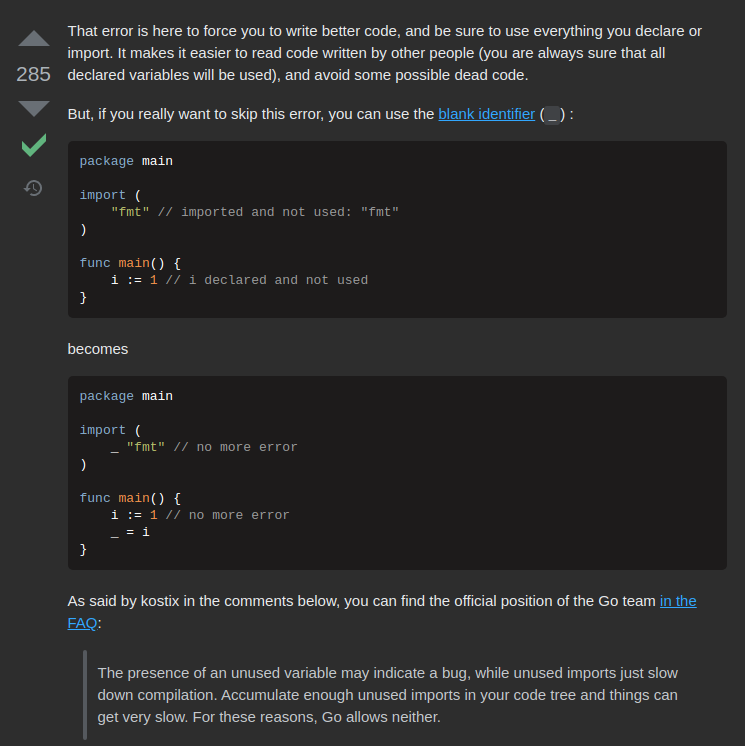 That error is here to force you to write better code, and be sure to use everything you declare or
import. It makes it easier to read code written by other people (you are always sure that all
declared variables will be used), and avoid some possible dead code.
285
But, if you really want to skip this error, you can use the blank identifier (_) :
package main
import (
    "fmt" // imported and not used: "fmt"
)
func main() {
    i := 1 // i declared and not used
}
becomes
package main
import (
    _ "fmt" // no more error
)
func main() {
    i := 1 // no more error
    _ = i
}
As said by kostix in the comments below, you can find the official position of the Go team in the
FAQ:
The presence of an unused variable may indicate a bug, while unused imports just slow
down compilation. Accumulate enough unused imports in your code tree and things can
get very slow. For these reasons, Go allows neither.